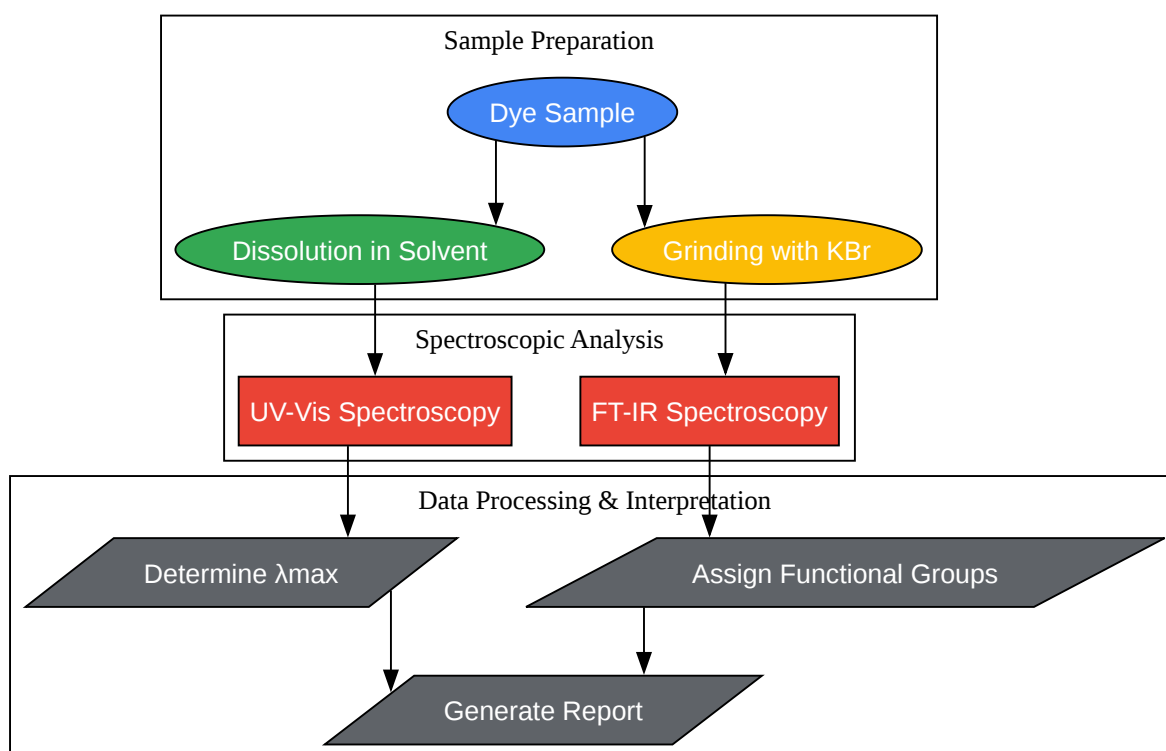 Sample Preparation
Dye Sample
Dissolution in Solvent
Grinding with KBr
Spectroscopic Analysis
UV-Vis Spectroscopy
FT-IR Spectroscopy
Data Processing & Interpretation
Determine λmax
Assign Functional Groups
Generate Report